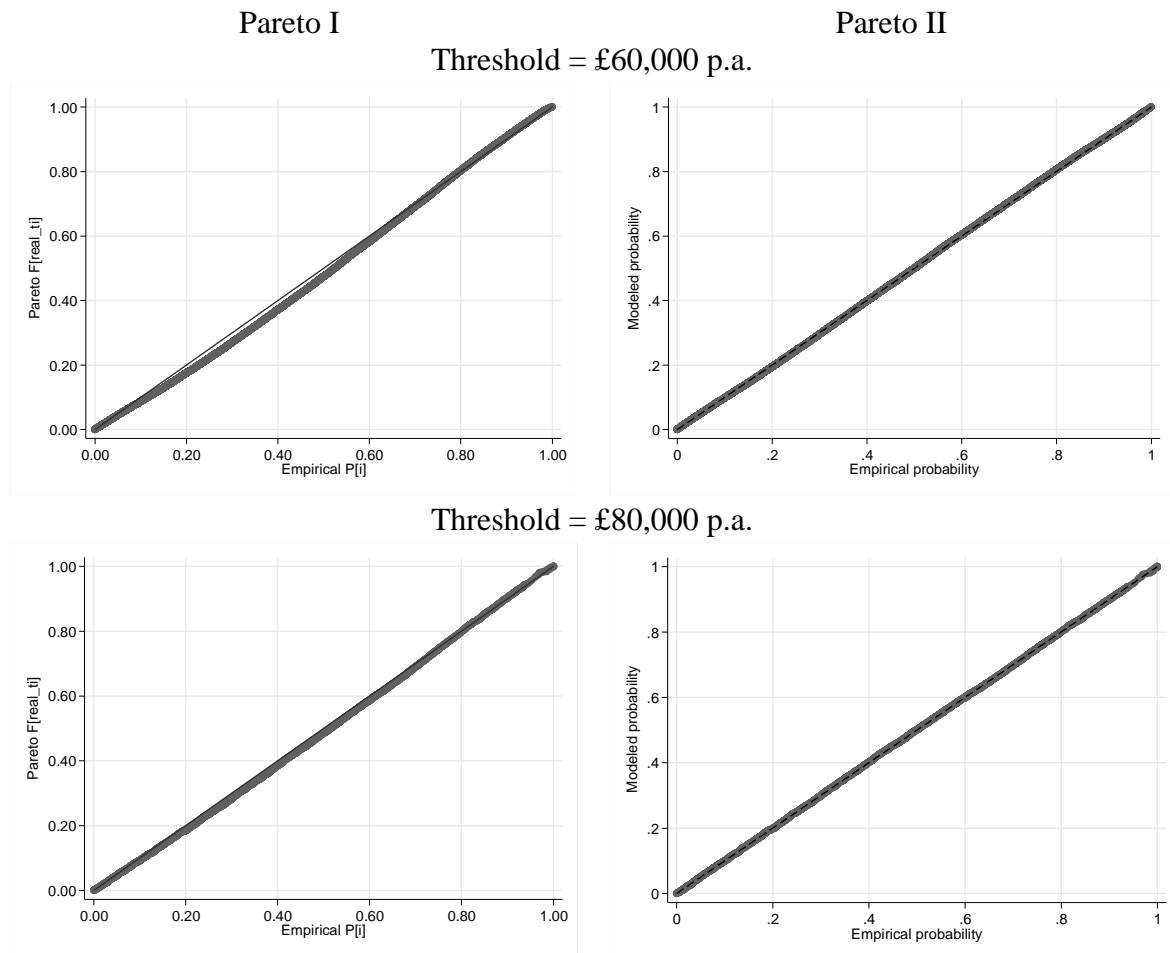 Pareto I
Pareto II
Threshold = £60,000 p.a.
Pareto F[real_ti]
1.00
0.80
0.60
0.40
0.20
0.00
0.00 0.20 0.40 0.60 0.80 1.00
Empirical P[i]
Modeled probability
1
.8
.6
.4
.2
0
0 .2 .4 .6 .8 1
Empirical probability
Threshold = £80,000 p.a.
Pareto F[real_ti]
1.00
0.80
0.60
0.40
0.20
0.00
0.00 0.20 0.40 0.60 0.80 1.00
Empirical P[i]
Modeled probability
1
.8
.6
.4
.2
0
0 .2 .4 .6 .8 1
Empirical probability